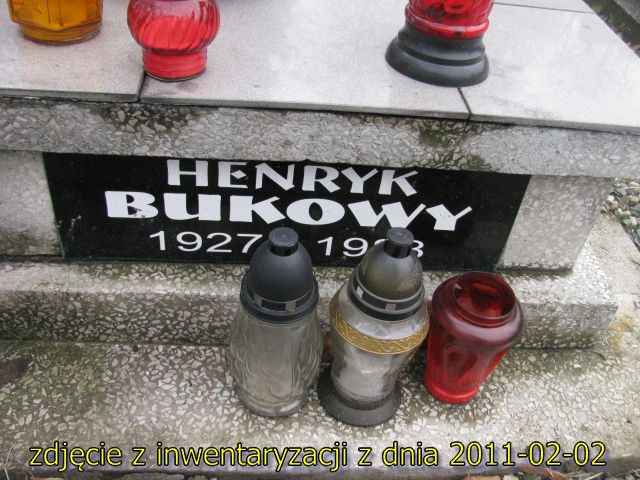 HENRYK
BUKOWY
1927
zdjęcie z inwentaryzacji z dnia 2011-02-02